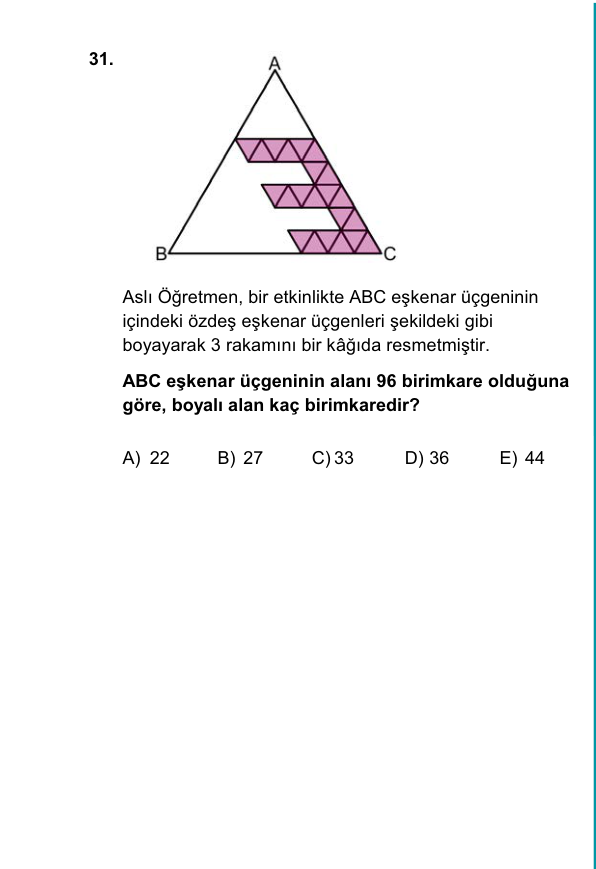 31.
A
B
C
Aslı Öğretmen, bir etkinlikte ABC eşkenar üçgeninin
içindeki özdeş eşkenar üçgenleri şekildeki gibi
boyayarak 3 rakamını bir kâğıda resmetmiştir.
ABC eşkenar üçgeninin alanı 96 birimkare olduğuna
göre, boyalı alan kaç birimkaredir?
A) 22 B) 27 C) 33 D) 36 E) 44